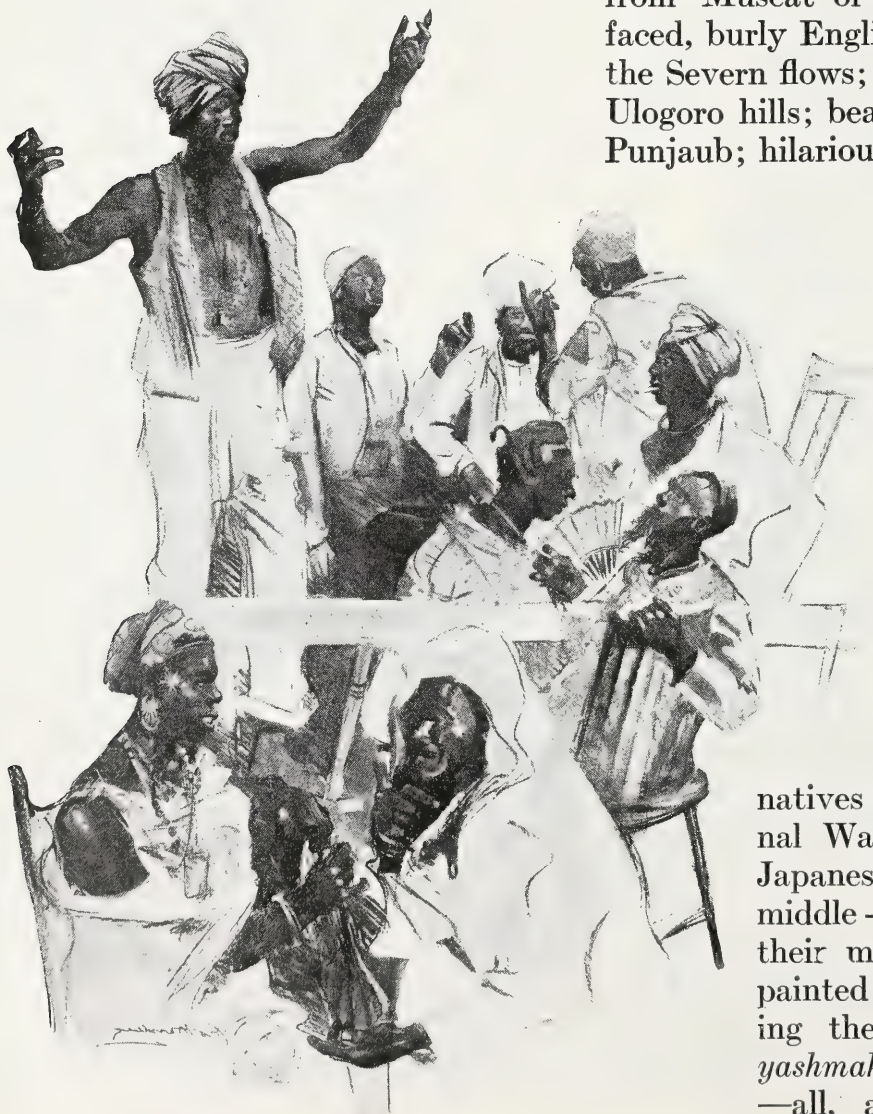 from Muscat
faced, burly Engli
the Severn flows;
Ulogoro hills; bea
Punjaub; hilariou
natives
nal Wa
Japanes
middle -
their m
painted
ing the
yashmak
—all, a